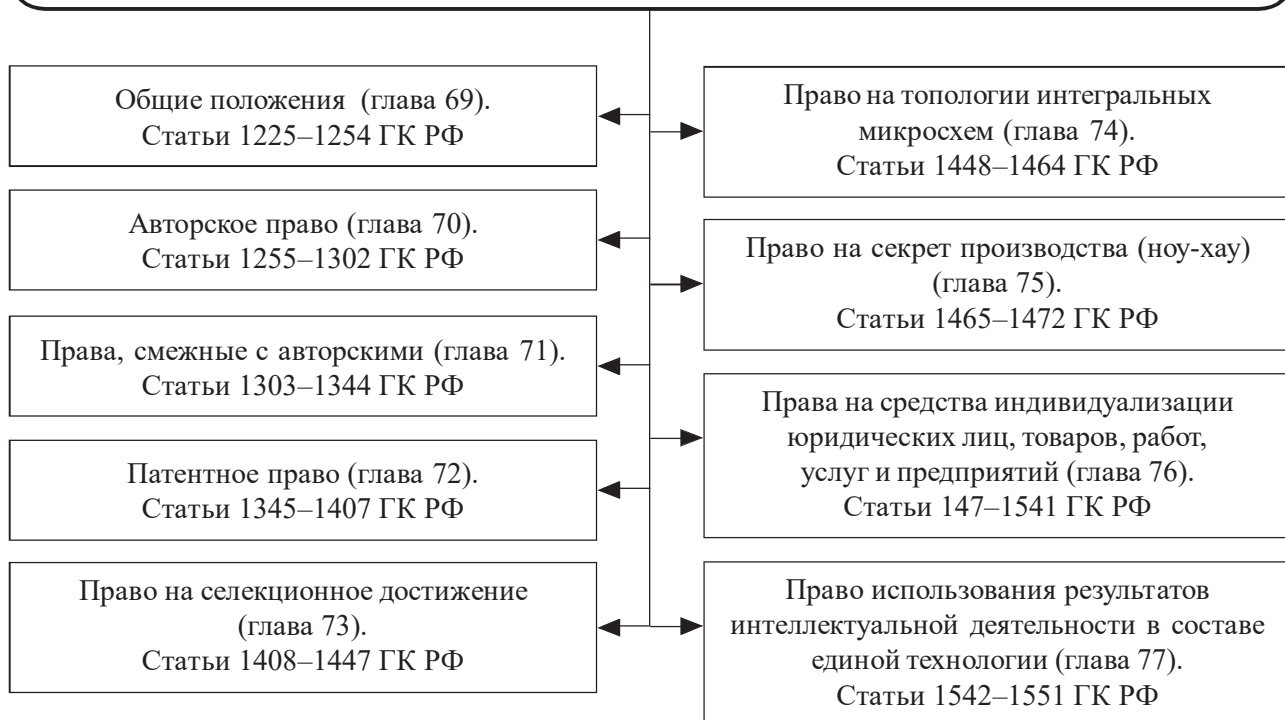 Общие положения (глава 69).
Статьи 1225–1254 ГК РФ
Авторское право (глава 70).
Статьи 1255–1302 ГК РФ
Права, смежные с авторскими (глава 71).
Статьи 1303–1344 ГК РФ
Патентное право (глава 72).
Статьи 1345–1407 ГК РФ
Право на селекционное достижение
(глава 73).
Статьи 1408–1447 ГК РФ
Право на топологии интегральных
микросхем (глава 74).
Статьи 1448–1464 ГК РФ
Право на секрет производства (ноу-хау)
(глава 75).
Статьи 1465–1472 ГК РФ
Права на средства индивидуализации
юридических лиц, товаров, работ,
услуг и предприятий (глава 76).
Статьи 147–1541 ГК РФ
Право использования результатов
интеллектуальной деятельности в составе
единой технологии (глава 77).
Статьи 1542–1551 ГК РФ